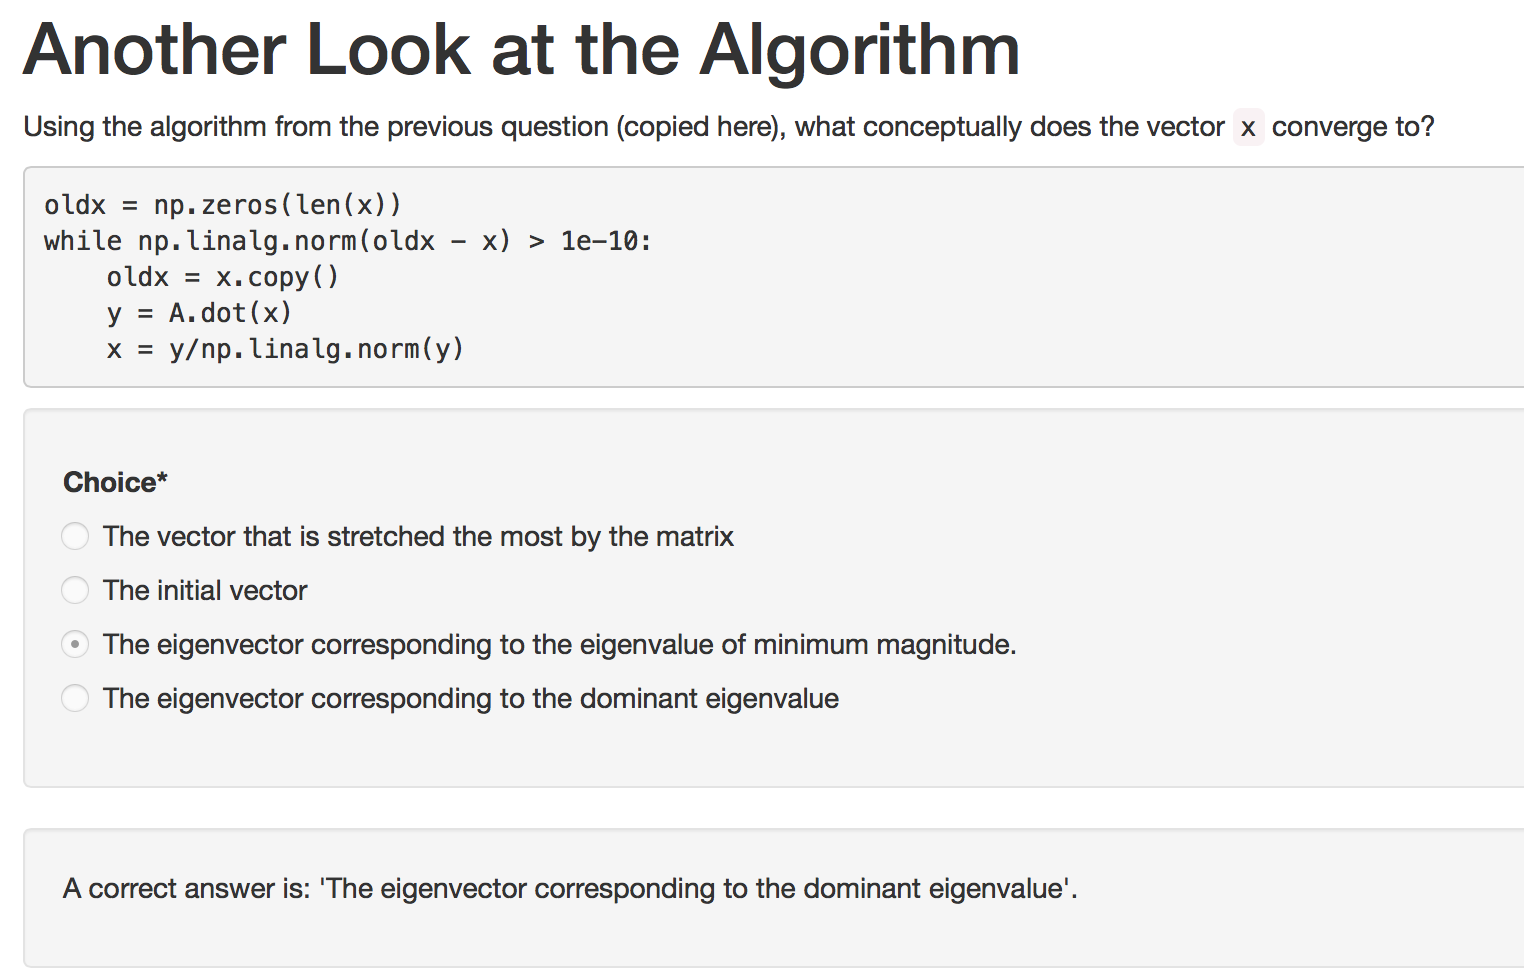 Another Look at the Algorithm
Using the algorithm from the previous question (copied here), what conceptually does the vector x converge to?
oldx = np.zeros(len(x))
while np.linalg.norm(oldx - x) > 1e-10:
    oldx = x.copy()
    y = A.dot(x)
    x = y/np.linalg.norm(y)
Choice*
The vector that is stretched the most by the matrix
The initial vector
The eigenvector corresponding to the eigenvalue of minimum magnitude.
The eigenvector corresponding to the dominant eigenvalue
A correct answer is: 'The eigenvector corresponding to the dominant eigenvalue'.